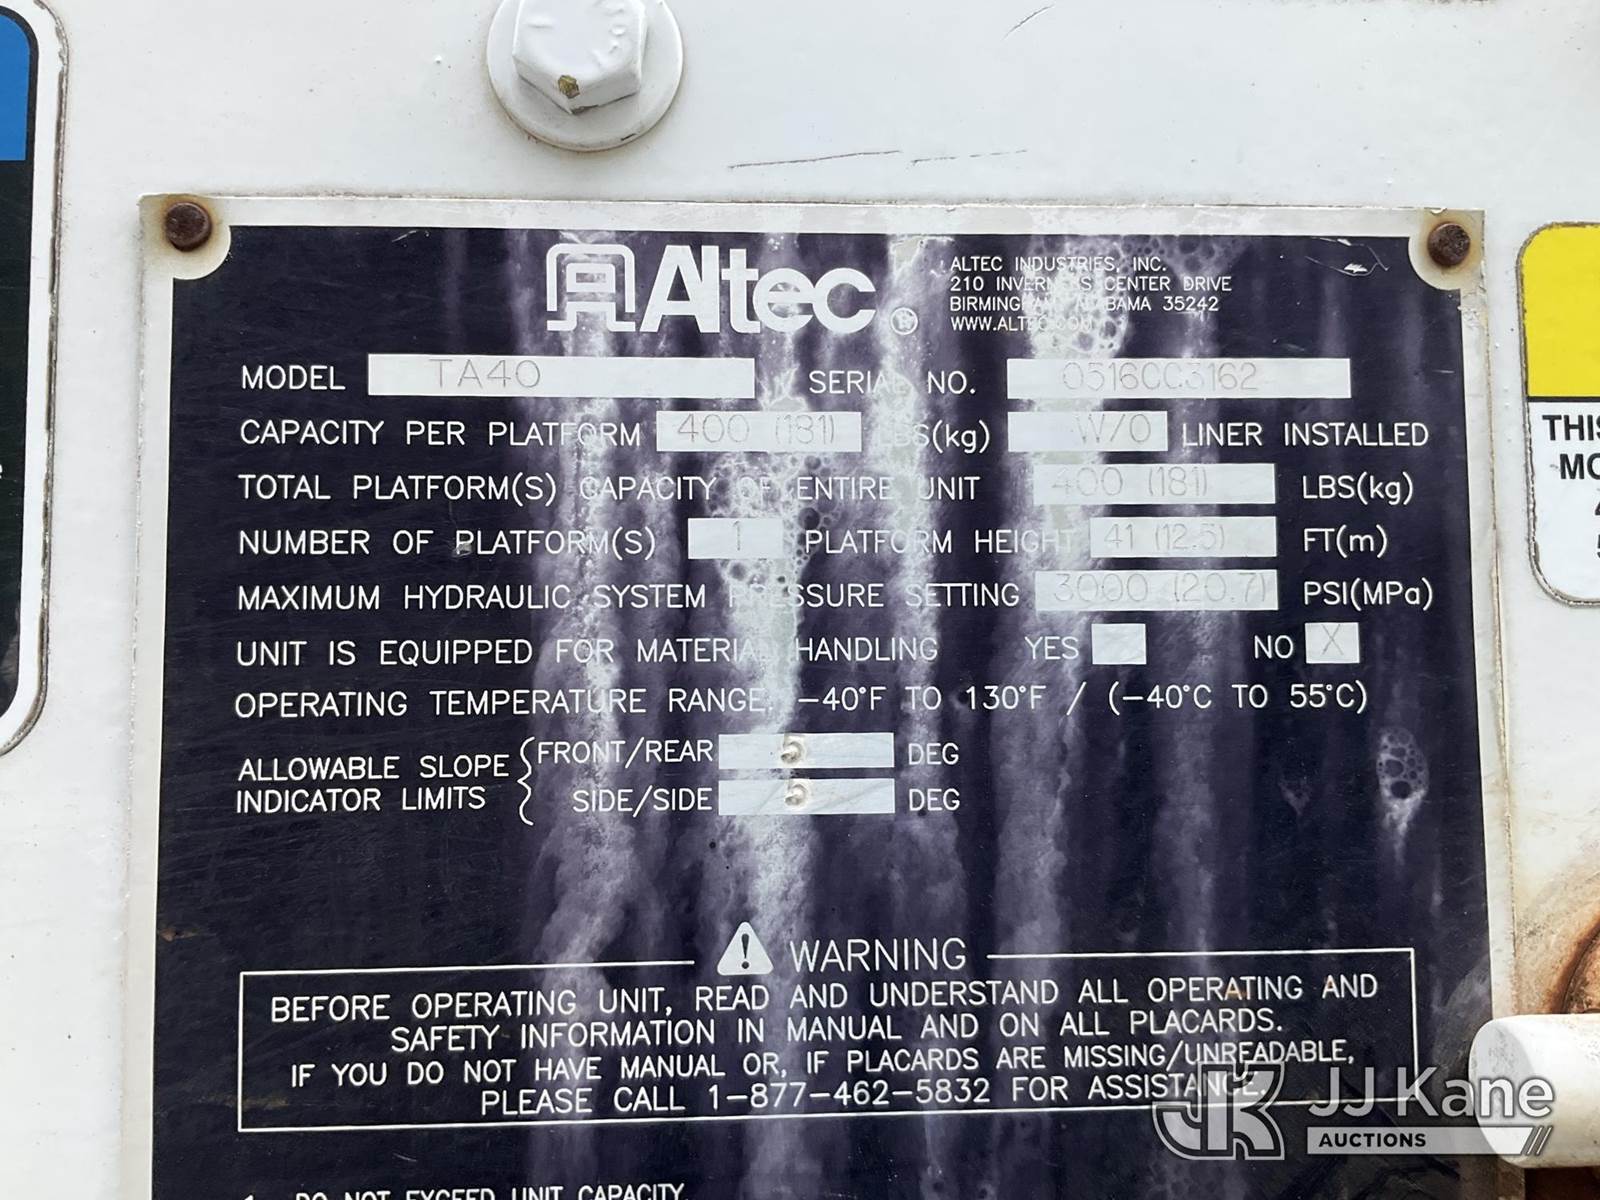 Altec ®
ALTEC INDUSTRIES, INC.
210 INVERNESS CENTER DRIVE
BIRMINGHAM, ALABAMA 35242
WWW.ALTEC.COM
MODEL TA40 SERIAL NO. 0516CC3162
CAPACITY PER PLATFORM 400 (181) LBS(kg) W/O LINER INSTALLED
TOTAL PLATFORM(S) CAPACITY OF ENTIRE UNIT 400 (181) LBS(kg)
NUMBER OF PLATFORM(S) 1 PLATFORM HEIGHT 41 (12.5) FT(m)
MAXIMUM HYDRAULIC SYSTEM PRESSURE SETTING 3000 (20.7) PSI(MPa)
UNIT IS EQUIPPED FOR MATERIAL HANDLING YES NO X
OPERATING TEMPERATURE RANGE: -40°F TO 130°F / (-40°C TO 55°C)
ALLOWABLE SLOPE INDICATOR LIMITS
FRONT/REAR 5 DEG
SIDE/SIDE 5 DEG
WARNING
BEFORE OPERATING UNIT, READ AND UNDERSTAND ALL OPERATING AND
SAFETY INFORMATION IN MANUAL AND ON ALL PLACARDS.
IF YOU DO NOT HAVE MANUAL OR, IF PLACARDS ARE MISSING/UNREADABLE,
PLEASE CALL 1-877-462-5832 FOR ASSISTANCE.
1. DO NOT EXCEED UNIT CAPACITY.
THIS
MO
JK JJ Kane
AUCTIONS